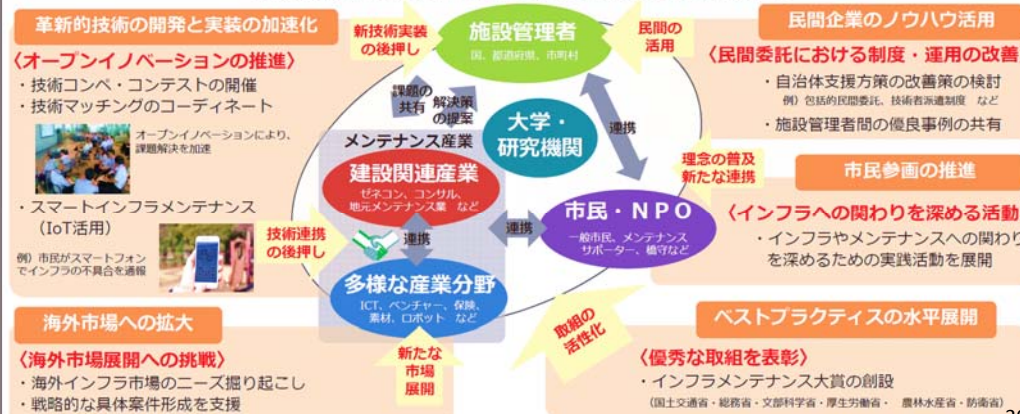 革新的技術の開発と実装の加速化
〈オープンイノベーションの推進〉
・技術コンペ・コンテストの開催
・技術マッチングのコーディネート
オープンイノベーションにより、
課題解決を加速
・スマートインフラメンテナンス
（IoT活用）
例）市民がスマートフォン
でインフラの不具合を通報
海外市場への拡大
〈海外市場展開への挑戦〉
・海外インフラ市場のニーズ掘り起こし
・戦略的な具体案件形成を支援
新技術実装
の後押し
施設管理者
国、都道府県、市町村
民間の
活用
課題の
共有
解決策
の提案
大学・
研究機関
連携
メンテナンス産業
建設関連産業
ゼネコン、コンサル、
地元メンテナンス業 など
技術連携
の後押し
連携
連携
多様な産業分野
ICT、ベンチャー、保険、
素材、ロボット など
市民・NPO
一般市民、メンテナンス
サポーター、橋守など
理念の普及
新たな連携
新たな
市場
展開
取組の
活性化
民間企業のノウハウ活用
〈民間委託における制度・運用の改善
・自治体支援方策の改善策の検討
例）包括的民間委託、技術者派遣制度 など
・施設管理者間の優良事例の共有
市民参画の推進
〈インフラへの関わりを深める活動
・インフラやメンテナンスへの関わり
を深めるための実践活動を展開
ベストプラクティスの水平展開
〈優秀な取組を表彰〉
・インフラメンテナンス大賞の創設
（国土交通省・総務省・文部科学省・厚生労働省・ 農林水産省・防衛省）